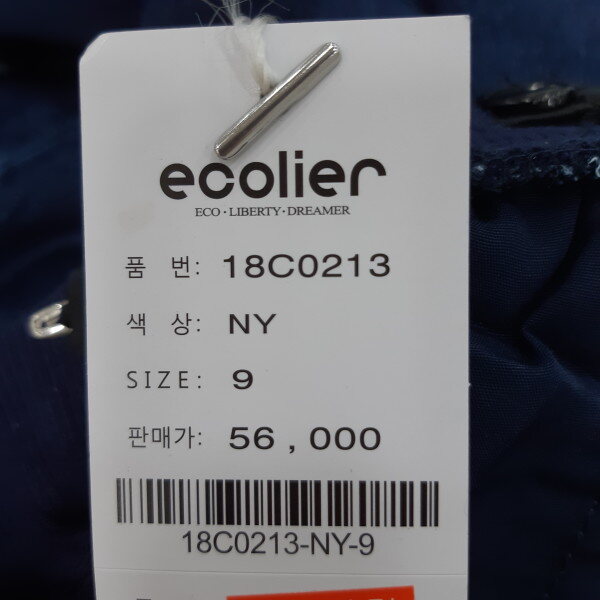 ecolier
ECO · LIBERTY · DREAMER
품 번: 18C0213
색 상: NY
SIZE: 9
판매가: 56,000
18C0213-NY-9